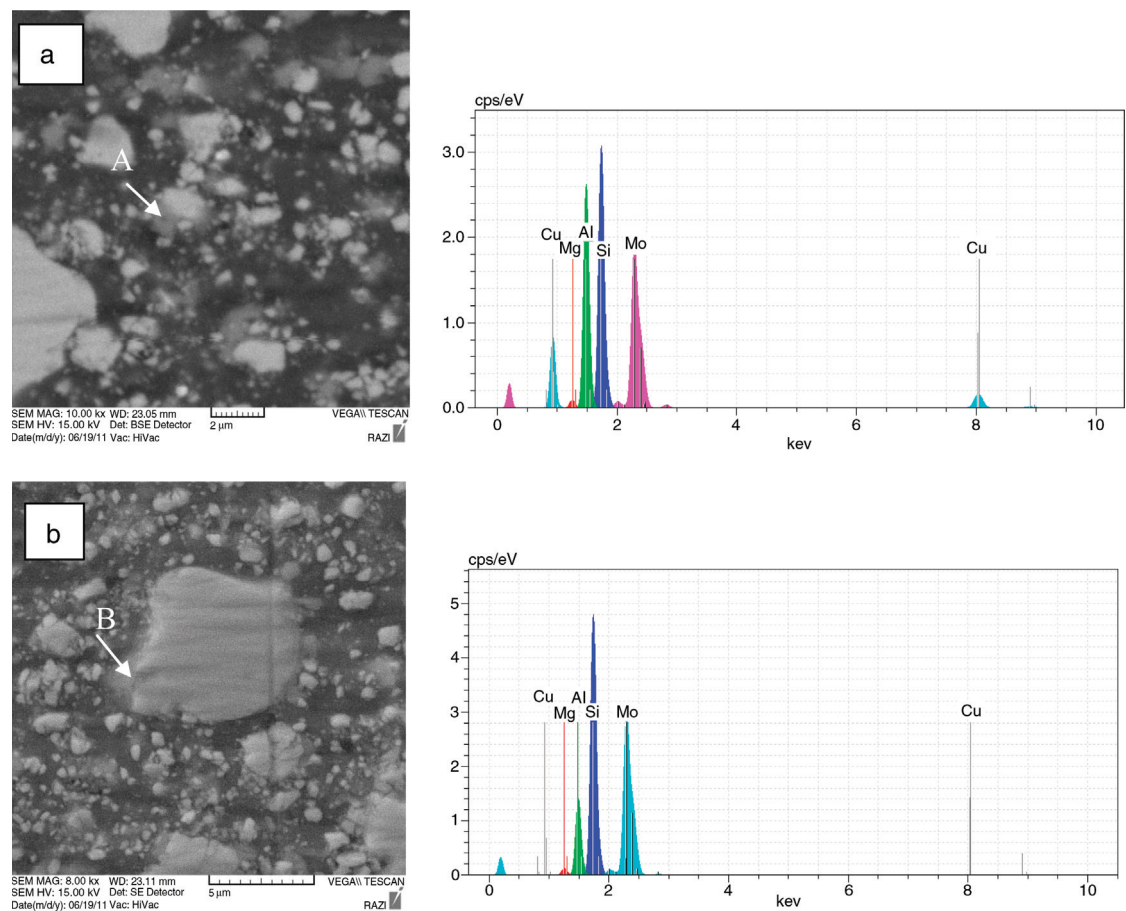 a
A
SEM MAG: 10.00 kx WD: 23.05 mm
SEM HV: 15.00 kV Det: BSE Detector
Date(m/d/y): 06/19/11 Vac: HiVac
2 µm
VEGA\\ TESCAN
RAZI
cps/eV
3.0
2.0
1.0
0.0
Cu
Mg
Al
Si
Mo
Cu
0 2 4 6 8 10
kev
b
B
SEM MAG: 8.00 kx WD: 23.11 mm
SEM HV: 15.00 kV Det: SE Detector
Date(m/d/y): 06/19/11 Vac: HiVac
5 µm
VEGA\\ TESCAN
RAZI
cps/eV
5
4
3
2
1
0
Cu
Mg
Al
Si
Mo
Cu
0 2 4 6 8 10
kev